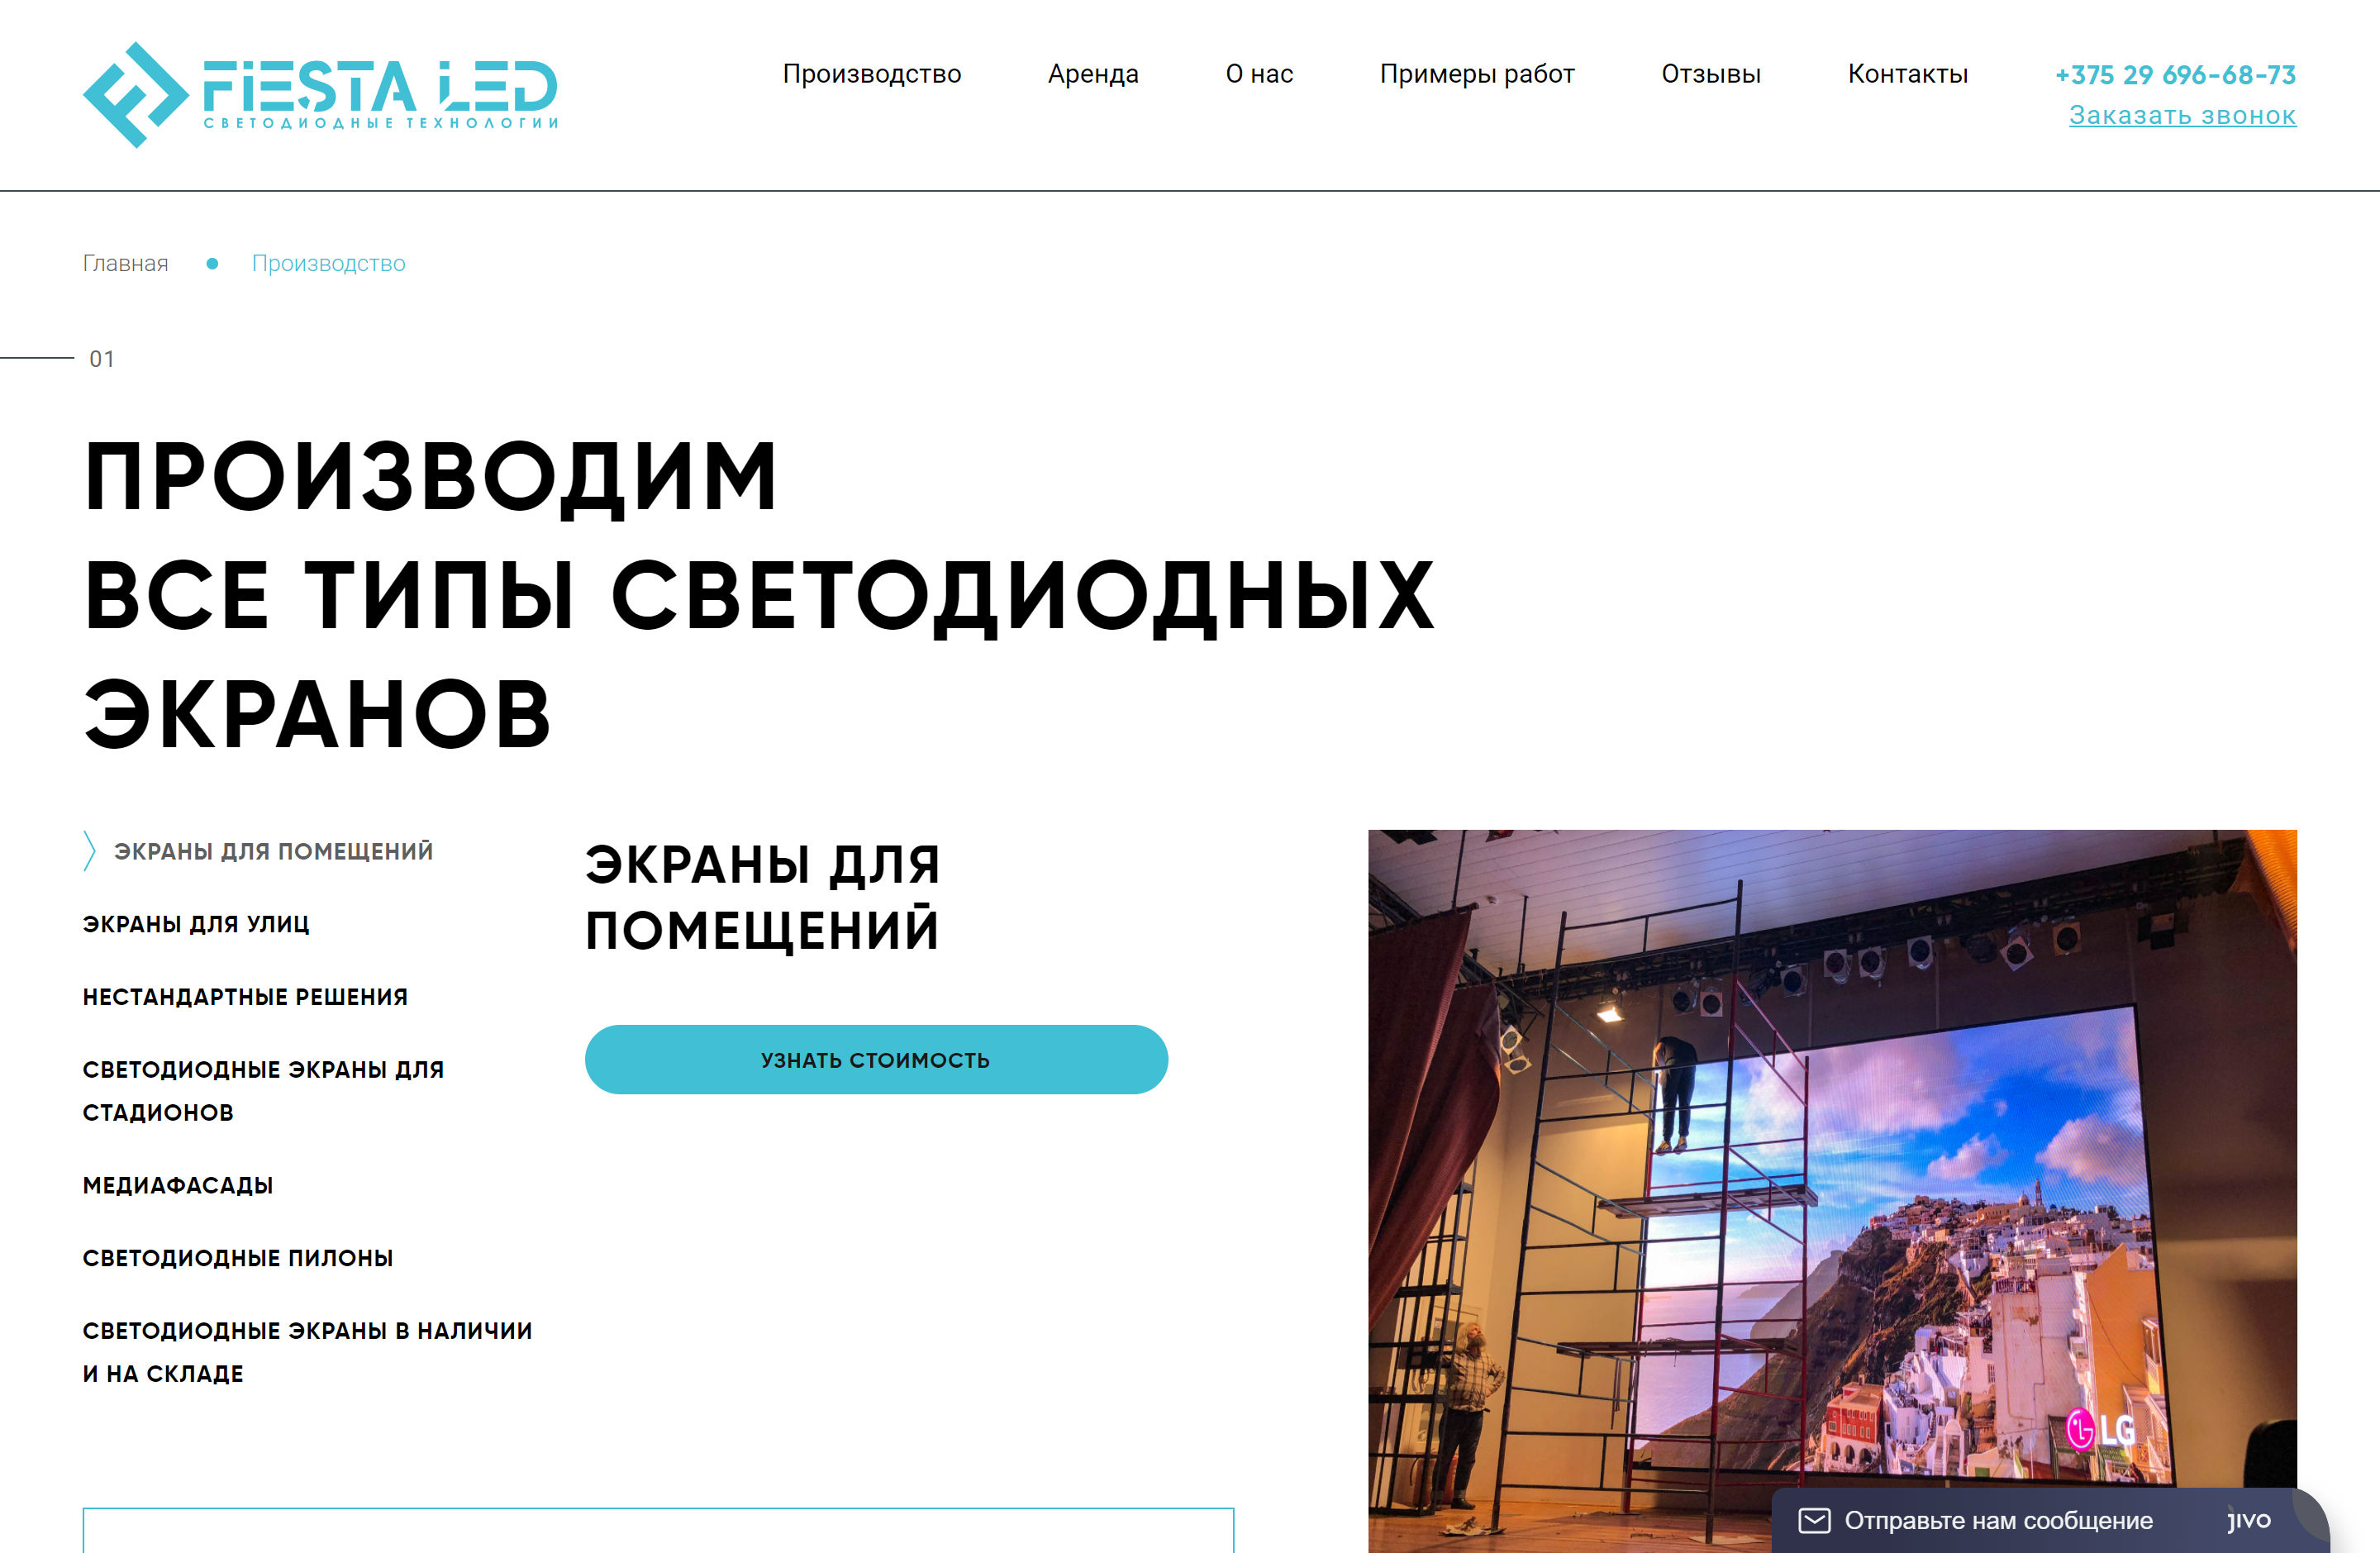 FIESTA LED
СВЕТОДИОДНЫЕ ТЕХНОЛОГИИ
Производство
Аренда
О нас
Примеры работ
Отзывы
Контакты
+375 29 696-68-73
Заказать звонок
Главная
Производство
01
ПРОИЗВОДИМ
ВСЕ ТИПЫ СВЕТОДИОДНЫХ
ЭКРАНОВ
ЭКРАНЫ ДЛЯ ПОМЕЩЕНИЙ
ЭКРАНЫ ДЛЯ УЛИЦ
НЕСТАНДАРТНЫЕ РЕШЕНИЯ
СВЕТОДИОДНЫЕ ЭКРАНЫ ДЛЯ
СТАДИОНОВ
МЕДИАФАСАДЫ
СВЕТОДИОДНЫЕ ПИЛОНЫ
СВЕТОДИОДНЫЕ ЭКРАНЫ В НАЛИЧИИ
И НА СКЛАДЕ
ЭКРАНЫ ДЛЯ
ПОМЕЩЕНИЙ
УЗНАТЬ СТОИМОСТЬ
LG
Отправьте нам сообщение
jivo